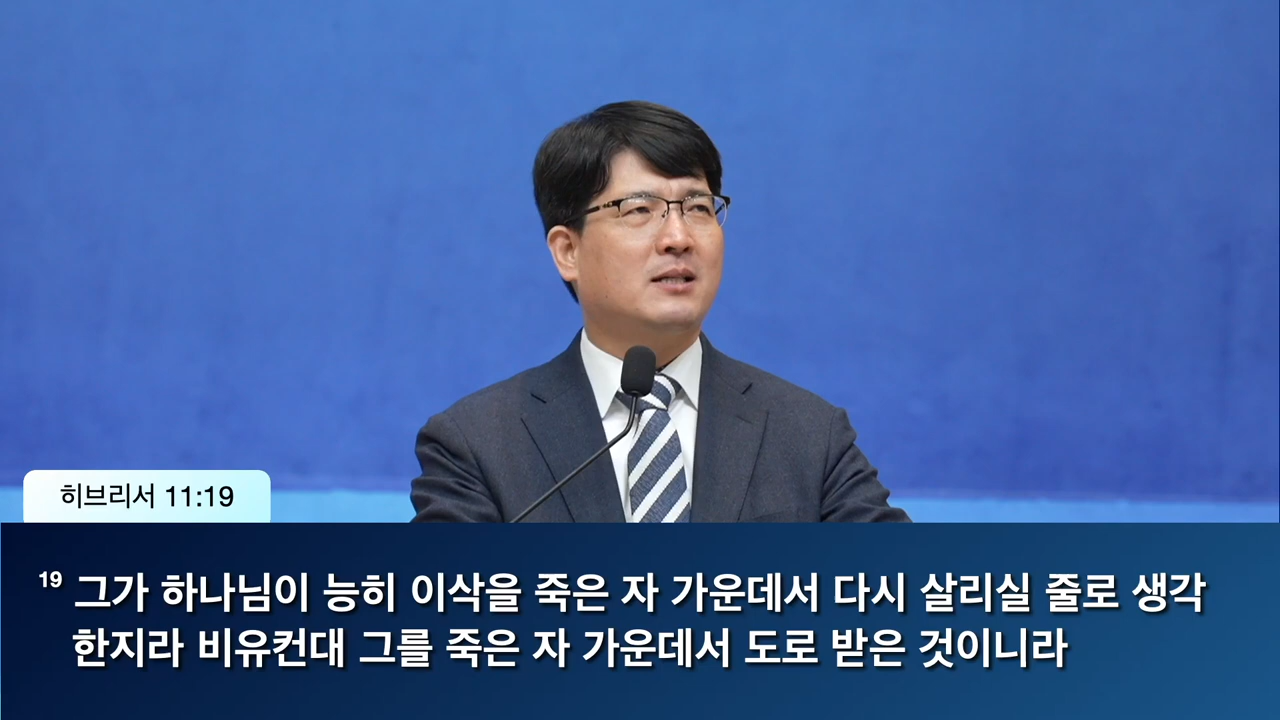 히브리서 11:19
19 그가 하나님이 능히 이삭을 죽은 자 가운데서 다시 살리실 줄로 생각
한지라 비유컨대 그를 죽은 자 가운데서 도로 받은 것이니라